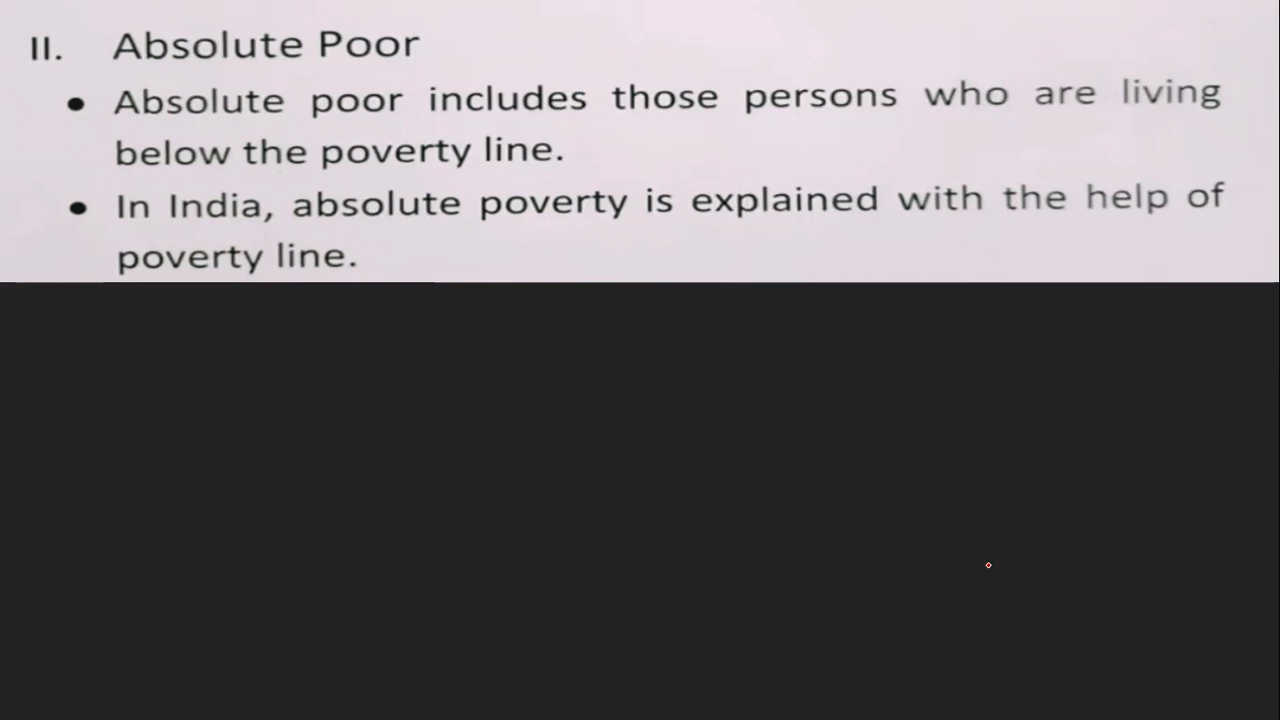 II. Absolute Poor
• Absolute poor includes those persons who are living
below the poverty line.
• In India, absolute poverty is explained with the help of
poverty line.